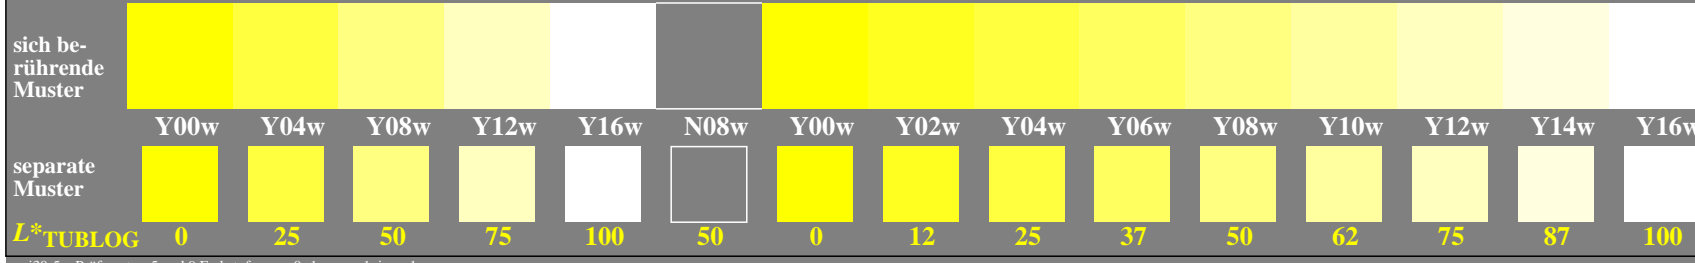 sich be-
rührende
Muster
Y00w Y04w Y08w Y12w Y16w N08w Y00w Y02w Y04w Y06w Y08w Y10w Y12w Y14w Y16w
separate
Muster
L*TUBLOG 0 25 50 75 100 50 0 12 25 37 50 62 75 87 100